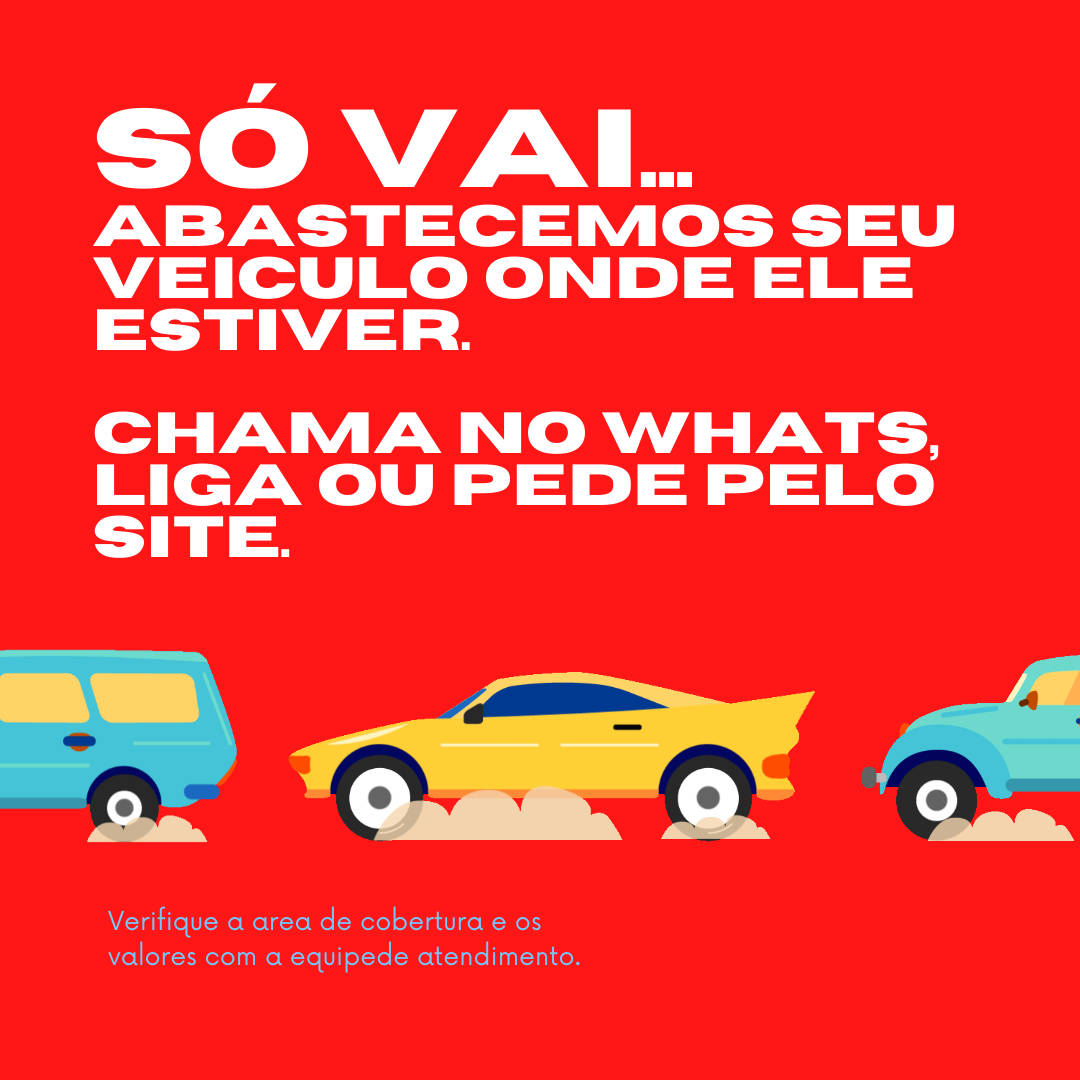 SÓ VAI...
ABASTECEMOS SEU
VEICULO ONDE ELE
ESTIVER.
CHAMA NO WHATS,
LIGA OU PEDE PELO
SITE.
Verifique a area de cobertura e os
valores com a equipede atendimento.